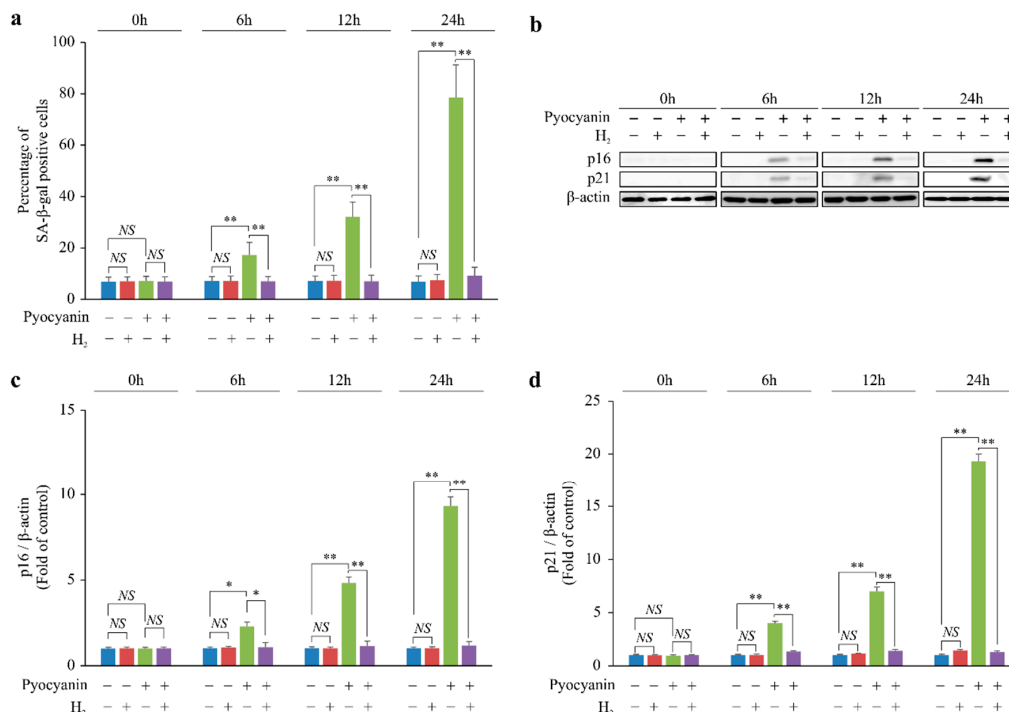 a
0h 6h 12h 24h
Percentage of
SA-β-gal positive cells
100
80
60
40
20
0
** **
** **
** **
NS
NS NS NS NS NS
Pyocyanin – – + + – – + + – – + + – – + +
H₂ – + – + – + – + – + – + – + – +
b
0h 6h 12h 24h
Pyocyanin – – + + – – + + – – + + – – + +
H₂ – + – + – + – + – + – + – + – +
p16
p21
β-actin
c
0h 6h 12h 24h
p16 / β-actin
(Fold of control)
15
10
5
0
** **
** **
* *
NS
NS NS NS NS NS
Pyocyanin – – + + – – + + – – + + – – + +
H₂ – + – + – + – + – + – + – + – +
d
0h 6h 12h 24h
p21 / β-actin
(Fold of control)
25
20
15
10
5
0
** **
** **
** **
NS
NS NS NS NS NS
Pyocyanin – – + + – – + + – – + + – – + +
H₂ – + – + – + – + – + – + – + – +